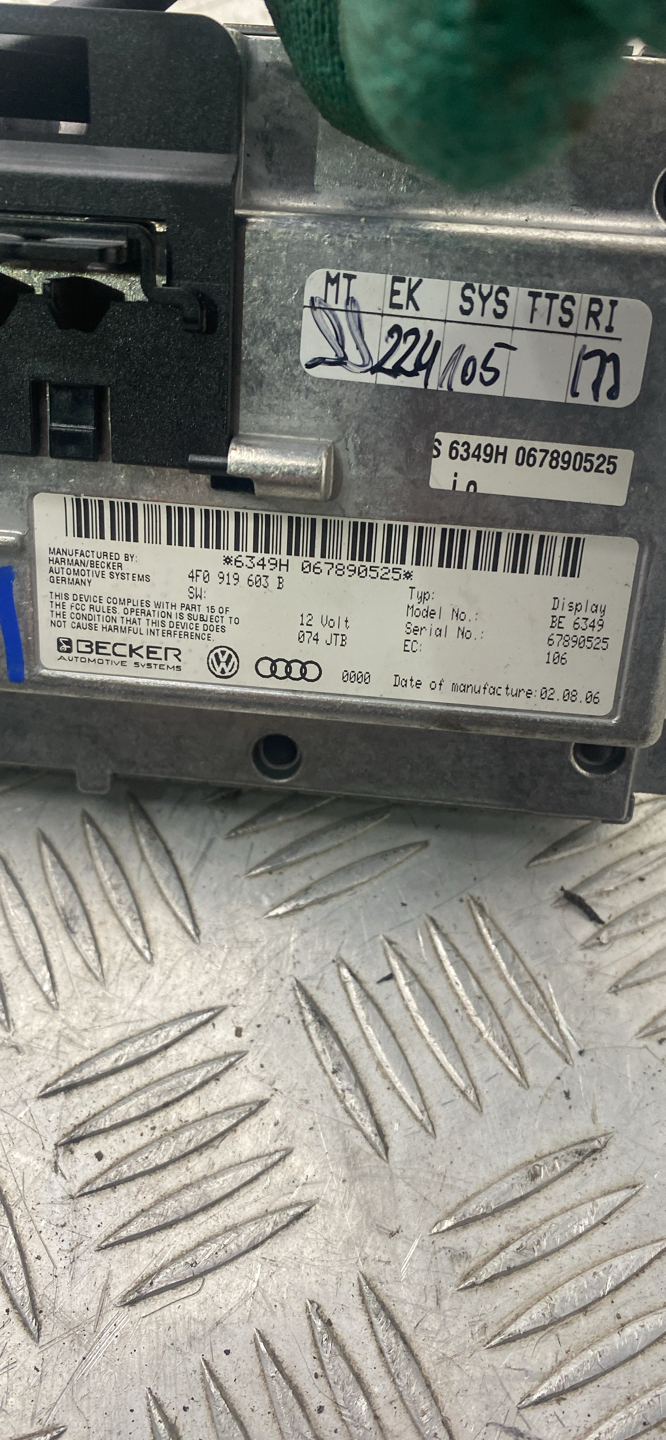 MT EK SYS TTS RI
224 105 m
S 6349H 067890525
*6349H 067890525*
MANUFACTURED BY:
HARMAN/BECKER
AUTOMOTIVE SYSTEMS
GERMANY
4F0 919 603 B
SW:
THIS DEVICE COMPLIES WITH PART 15 OF
THE FCC RULES. OPERATION IS SUBJECT TO
THE CONDITION THAT THIS DEVICE DOES
NOT CAUSE HARMFUL INTERFERENCE.
12 Volt
074 JTB
Typ: Display
Model No.: BE 6349
Serial No.: 67890525
EC: 106
BECKER
AUTOMOTIVE SYSTEMS
0000 Date of manufacture:02.08.06